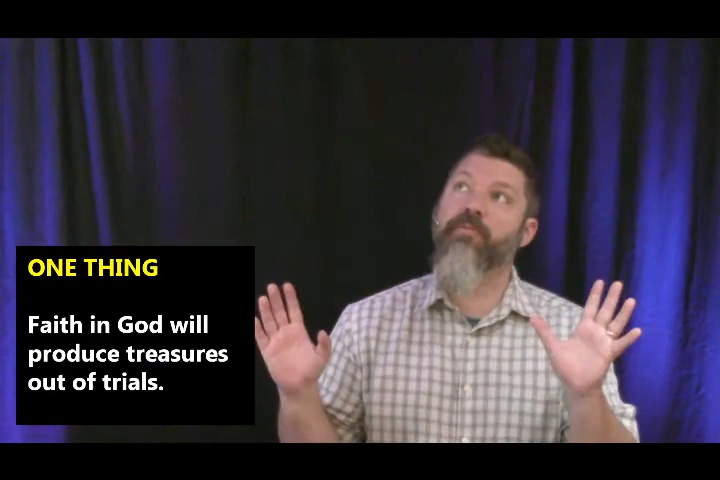 ONE THING
Faith in God will
produce treasures
out of trials.